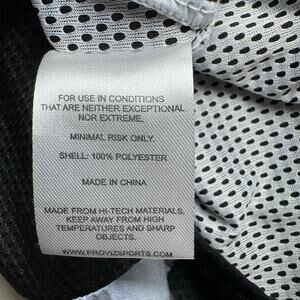 FOR USE IN CONDITIONS
THAT ARE NEITHER EXCEPTIONAL
NOR EXTREME.
MINIMAL RISK ONLY.
SHELL: 100% POLYESTER
MADE IN CHINA
MADE FROM HI-TECH MATERIALS,
KEEP AWAY FROM HIGH
TEMPERATURES AND SHARP
OBJECTS.
WWW.PROVIZSPORTS.COM